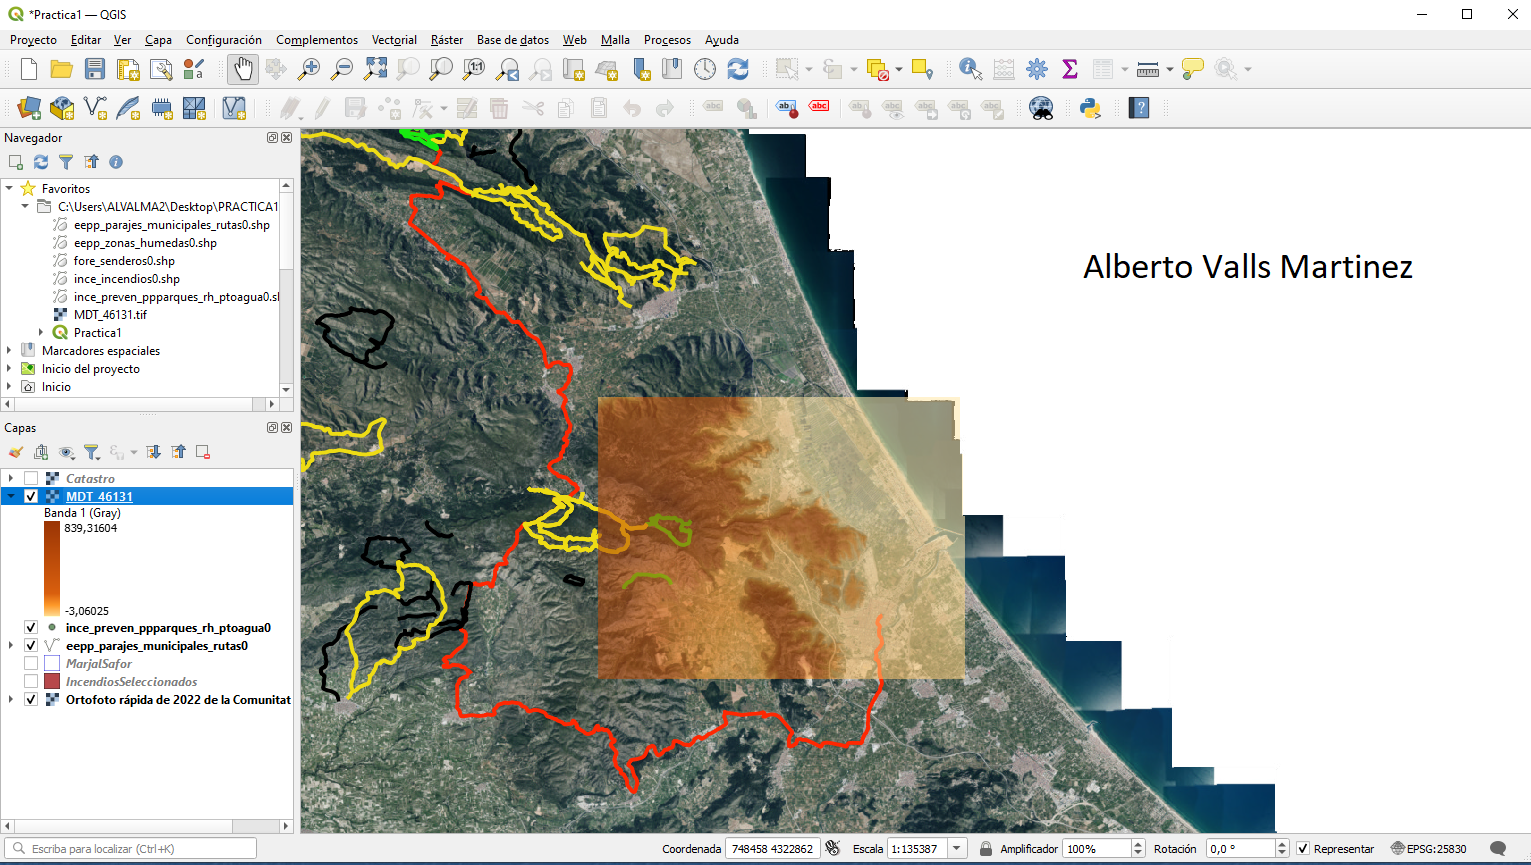 *Practica1 — QGIS
Proyecto Editar Ver Capa Configuración Complementos Vectorial Ráster Base de datos Web Malla Procesos Ayuda
Navegador
Favoritos
C:\Users\ALVALMA2\Desktop\PRACTICA1
eepp_parajes_municipales_rutas0.shp
eepp_zonas_humedas0.shp
fore_senderos0.shp
ince_incendios0.shp
ince_preven_ppparques_rh_ptoagua0.sl
MDT_46131.tif
Practica1
Marcadores espaciales
Inicio del proyecto
Inicio
Capas
Catastro
MDT_46131
Banda 1 (Gray)
839,31604
-3,06025
ince_preven_ppparques_rh_ptoagua0
eepp_parajes_municipales_rutas0
MarjalSafor
IncendiosSeleccionados
Ortofoto rápida de 2022 de la Comunitat
Alberto Valls Martinez
Escriba para localizar (Ctrl+K)
Coordenada 748458 4322862 Escala 1:135387 Amplificador 100% Rotación 0,0 ° Representar EPSG:25830